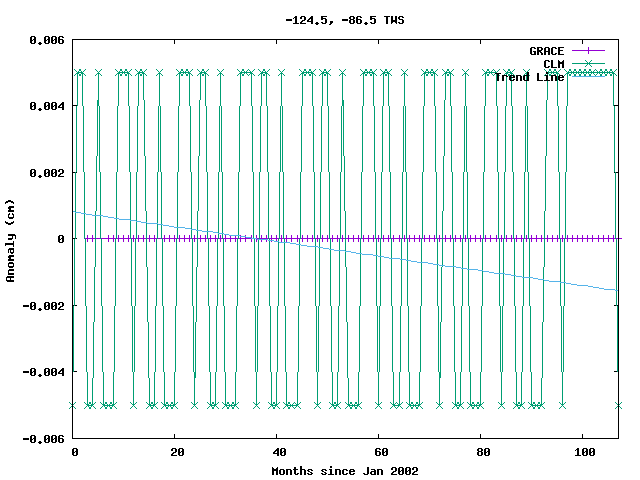 -124.5, -86.5 TWS
GRACE
CLM
Trend Line
0.006
0.004
0.002
0
-0.002
-0.004
-0.006
Anomaly (cm)
0 20 40 60 80 100
Months since Jan 2002